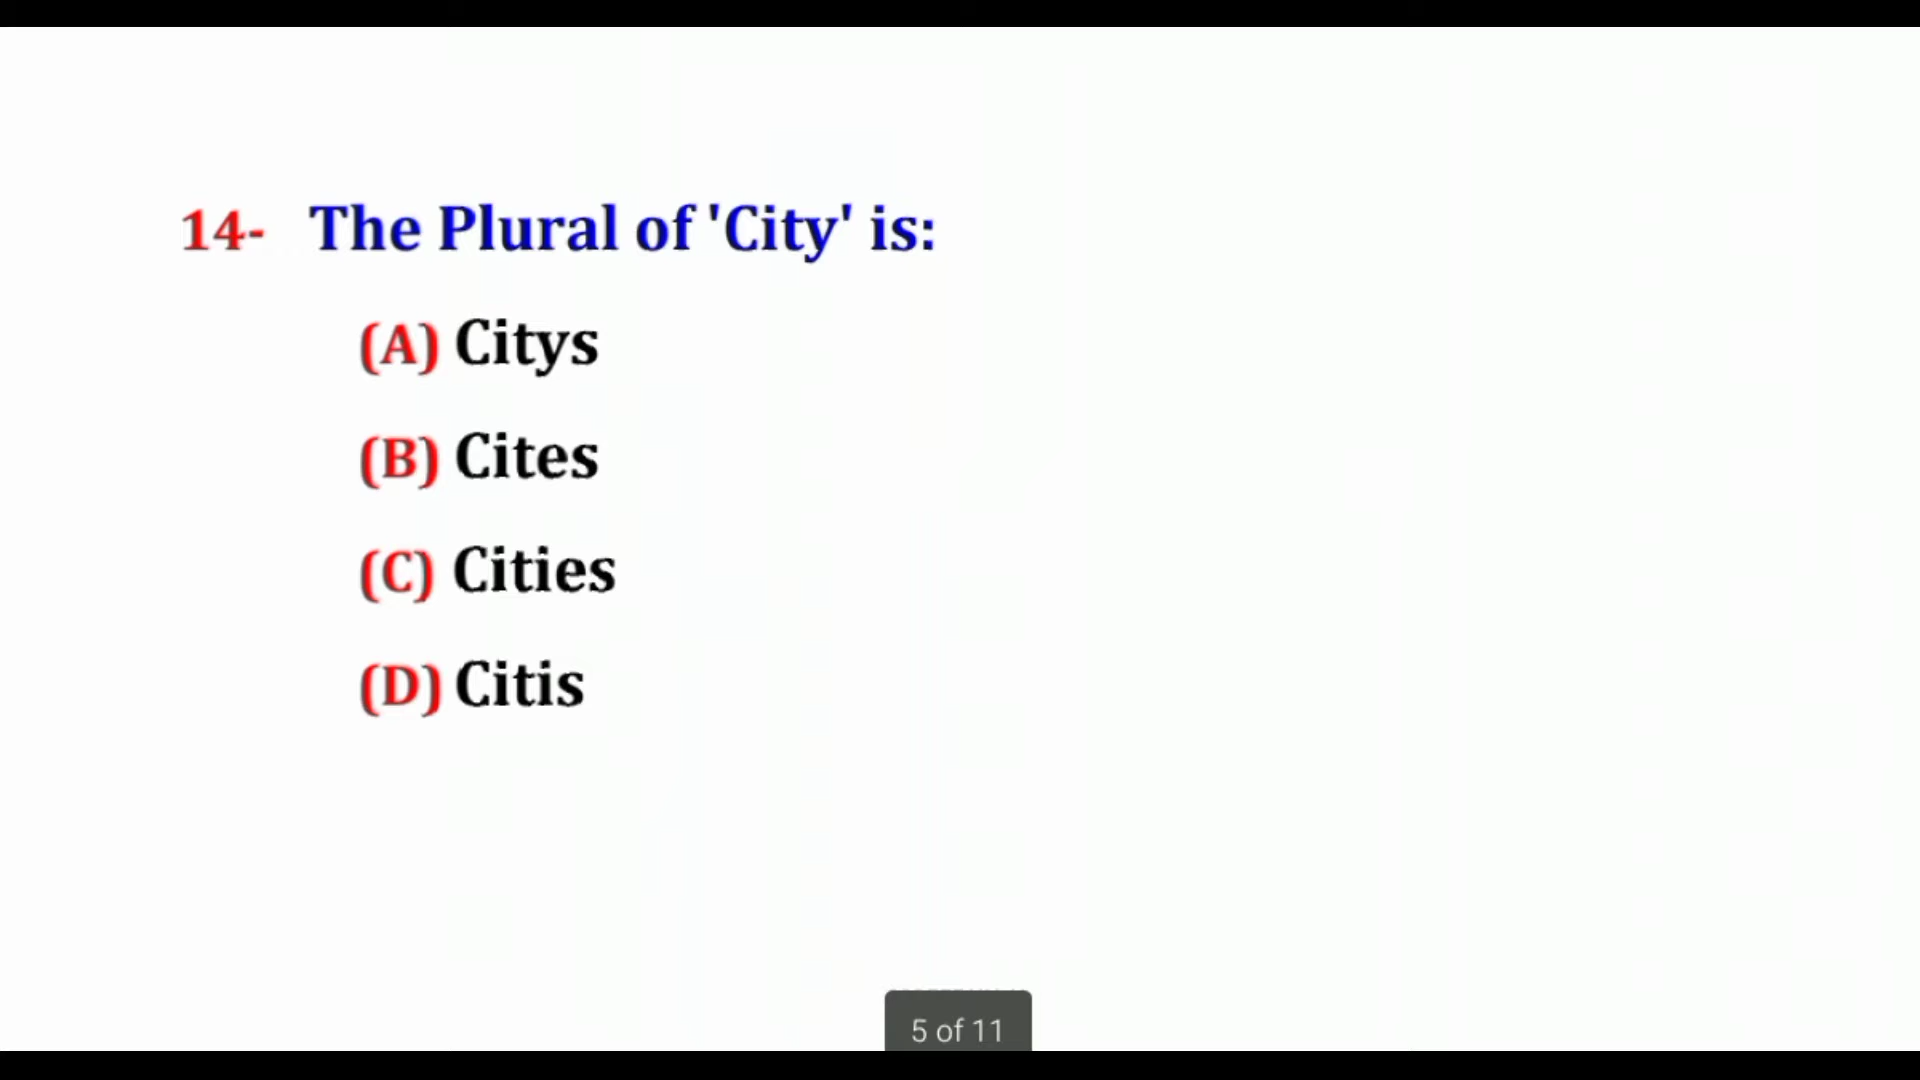 14- The Plural of 'City' is:
(A) Citys
(B) Cites
(C) Cities
(D) Citis
5 of 11